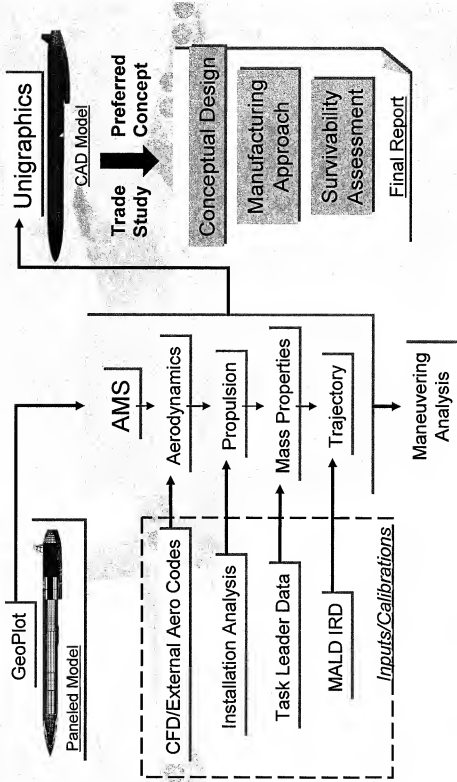 GeoPlot
Paneled Model
CFD/External Aero Codes
Installation Analysis
Task Leader Data
MALD IRD
Inputs/Calibrations
AMS
Aerodynamics
Propulsion
Mass Properties
Trajectory
Maneuvering
Analysis
Unigraphics
CAD Model
Trade
Study
Preferred
Concept
Conceptual Design
Manufacturing
Approach
Survivability
Assessment
Final Report